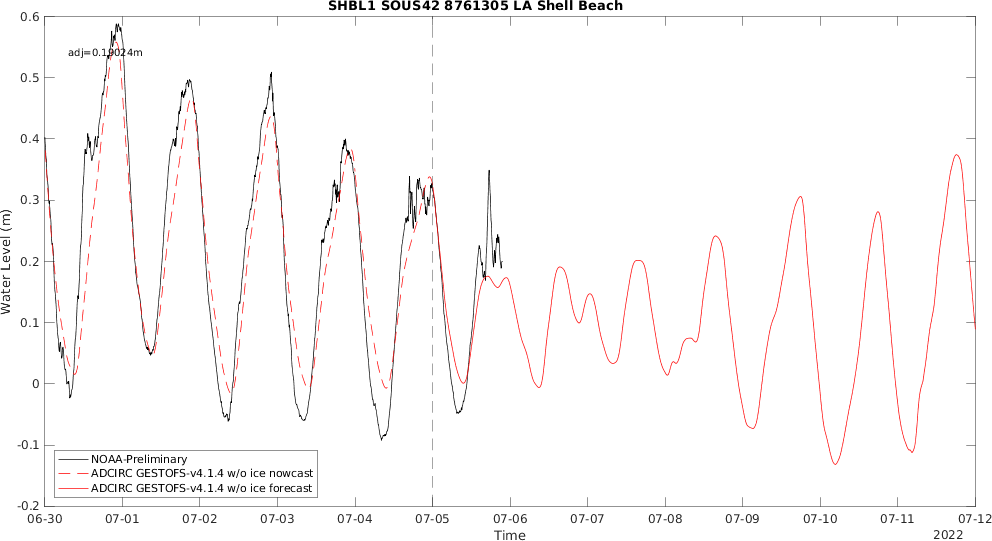 SHBL1 SOUS42 8761305 LA Shell Beach
0.6
adj=0.19024m
0.5
0.4
0.3
0.2
0.1
0
-0.1
-0.2
Water Level (m)
NOAA-Preliminary
ADCIRC GESTOFS-v4.1.4 w/o ice nowcast
ADCIRC GESTOFS-v4.1.4 w/o ice forecast
06-30 07-01 07-02 07-03 07-04 07-05 07-06 07-07 07-08 07-09 07-10 07-11 07-12
Time
2022